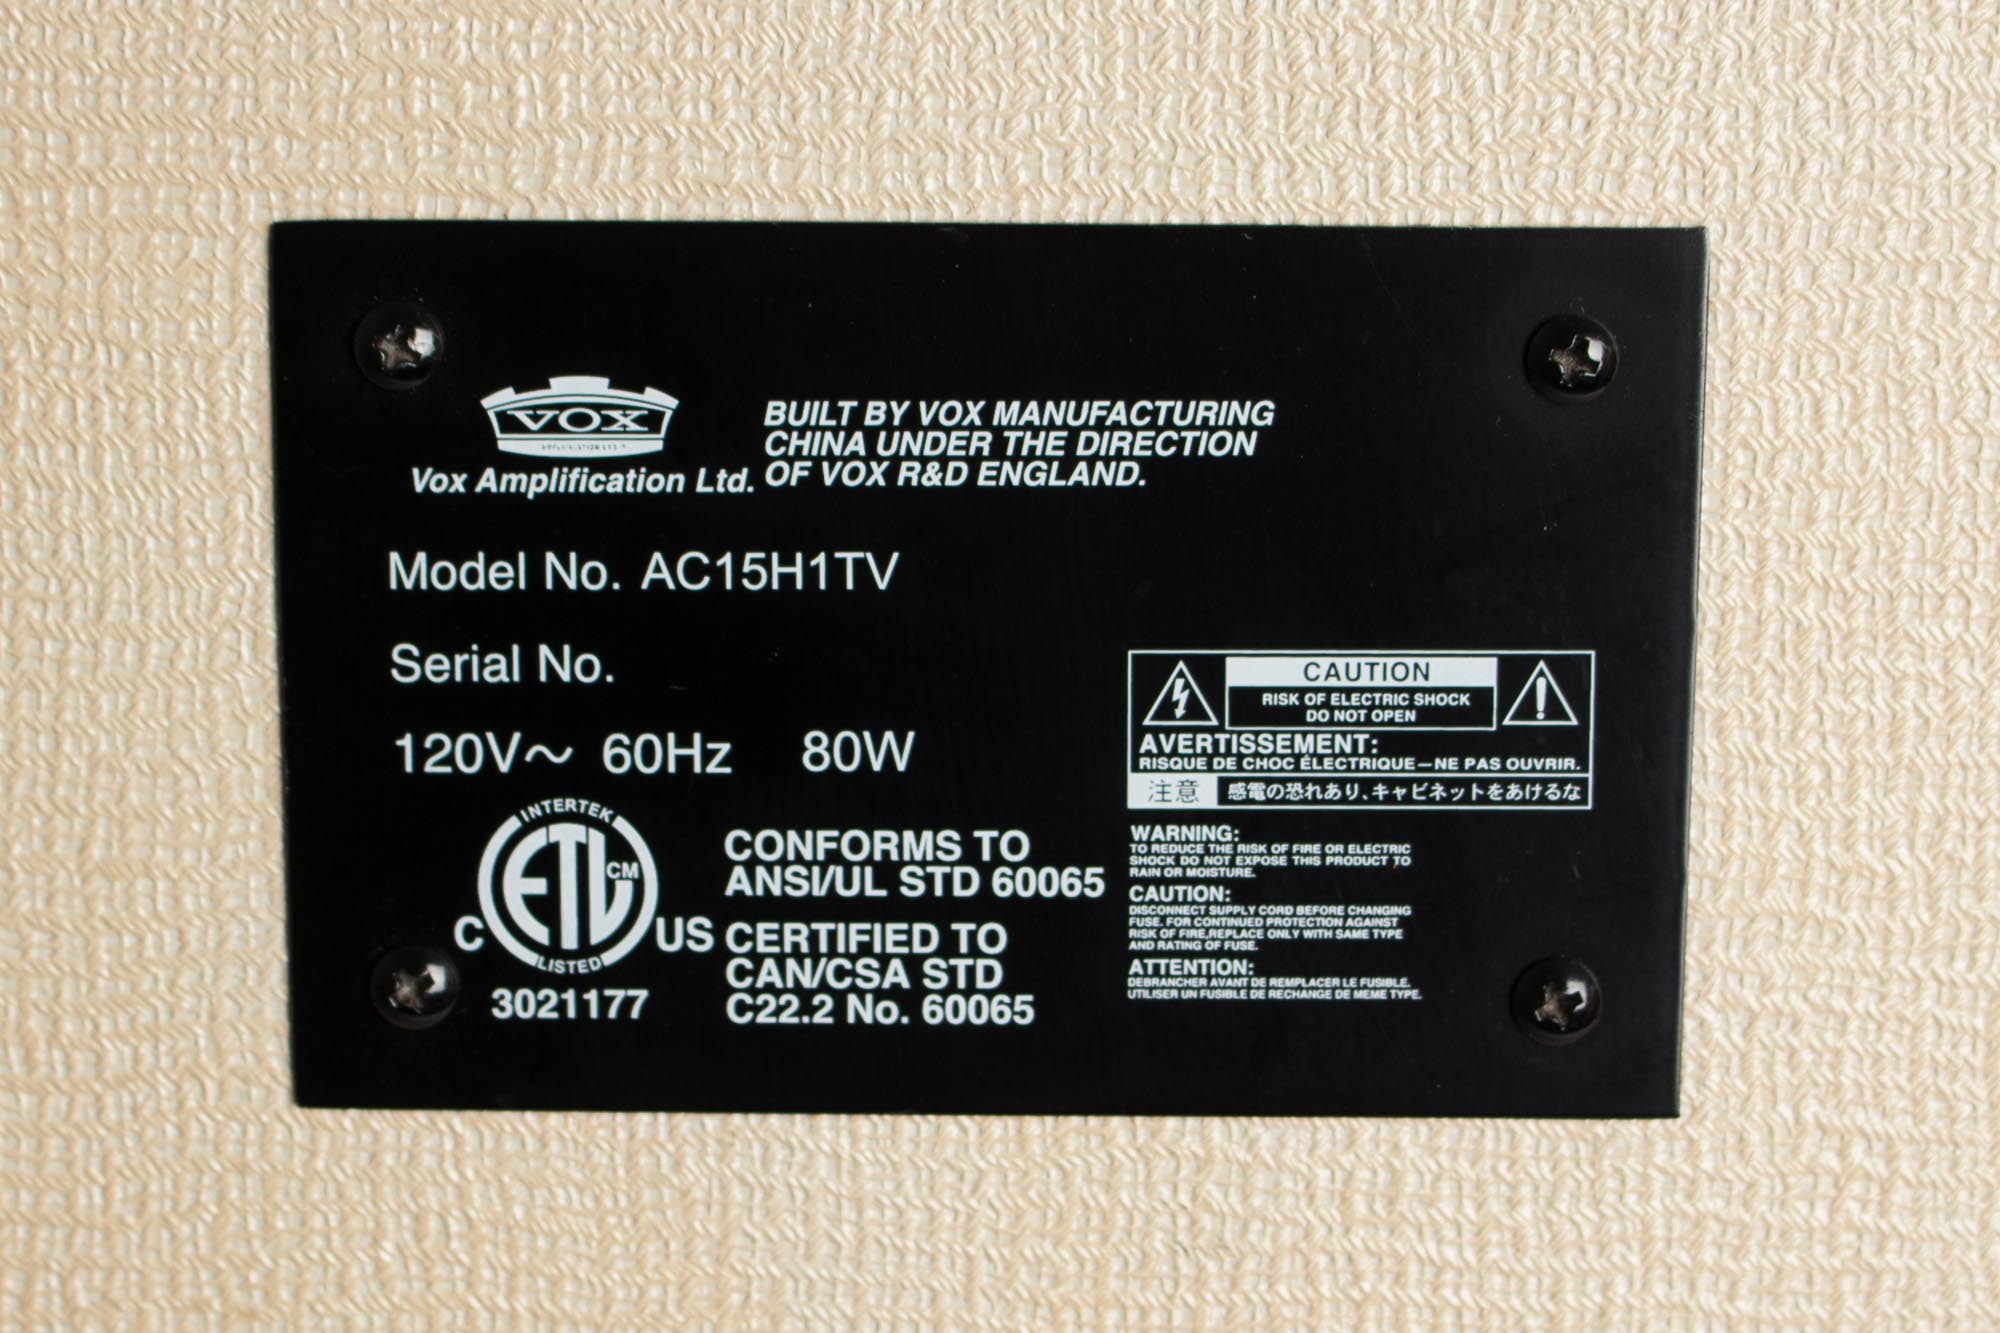 VOX
Vox Amplification Ltd.
BUILT BY VOX MANUFACTURING
CHINA UNDER THE DIRECTION
OF VOX R&D ENGLAND.
Model No. AC15H1TV
Serial No.
120V～ 60Hz 80W
INTERTEK
ETL CM
C US
LISTED
3021177
CONFORMS TO
ANSI/UL STD 60065
CERTIFIED TO
CAN/CSA STD
C22.2 No. 60065
CAUTION
RISK OF ELECTRIC SHOCK
DO NOT OPEN
AVERTISSEMENT:
RISQUE DE CHOC ÉLECTRIQUE—NE PAS OUVRIR.
注意 感電の恐れあり、キャビネットをあけるな
WARNING:
TO REDUCE THE RISK OF FIRE OR ELECTRIC
SHOCK DO NOT EXPOSE THIS PRODUCT TO
RAIN OR MOISTURE.
CAUTION:
DISCONNECT SUPPLY CORD BEFORE CHANGING
FUSE. FOR CONTINUED PROTECTION AGAINST
RISK OF FIRE,REPLACE ONLY WITH SAME TYPE
AND RATING OF FUSE.
ATTENTION:
DEBRANCHER AVANT DE REMPLACER LE FUSIBLE.
UTILISER UN FUSIBLE DE RECHANGE DE MEME TYPE.